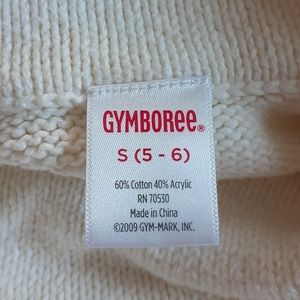 GYMBOREE®
S (5 - 6)
60% Cotton 40% Acrylic
RN 70530
Made in China
©2009 GYM-MARK, INC.